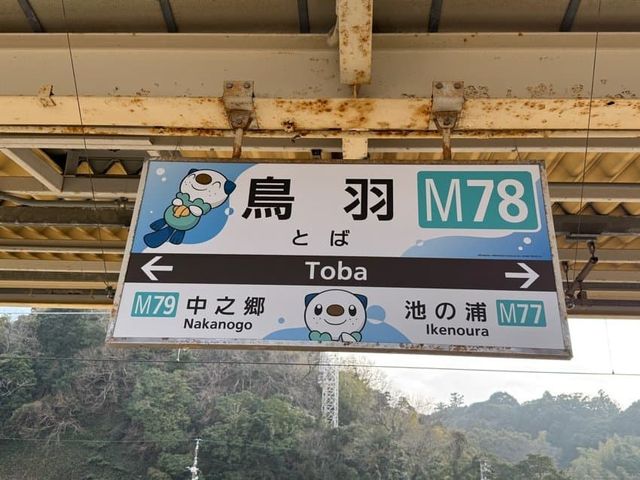 鳥 羽 M78
とば
← Toba →
M79 中之郷 池の浦 M77
Nakanogo Ikenoura